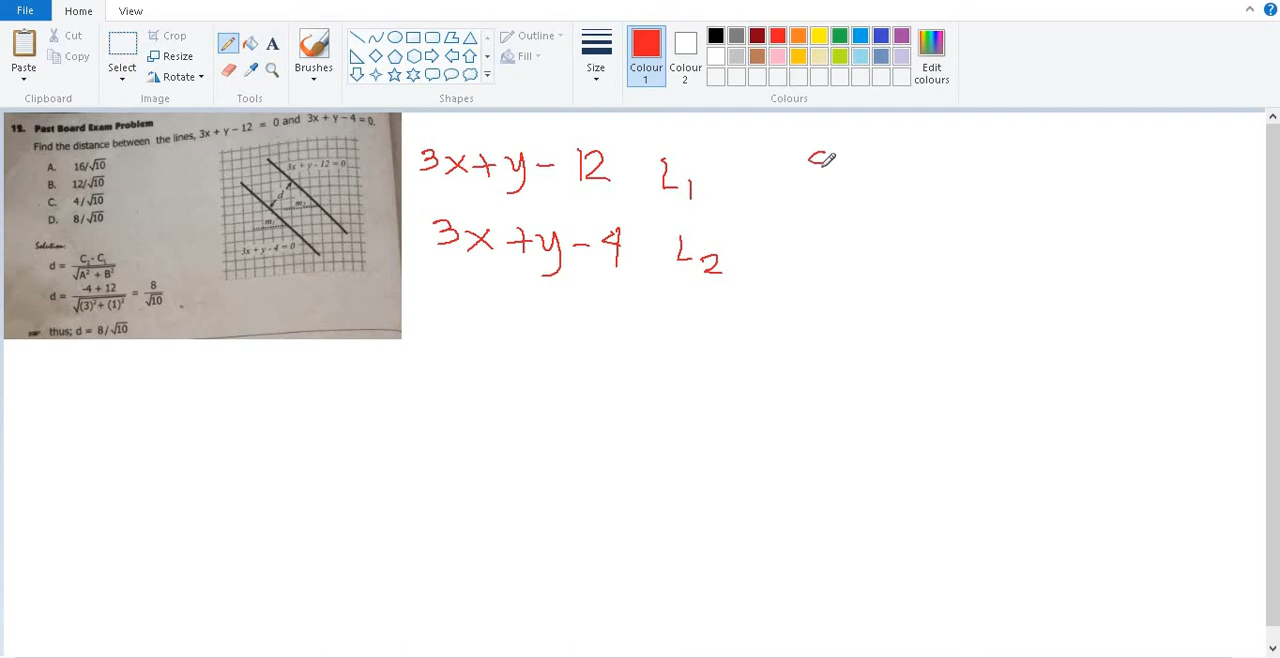 File Home View
Paste Cut Copy Clipboard
Select Crop Resize Rotate Image
Tools
Brushes
Outline Fill Shapes
Size
Colour 1 Colour 2 Edit colours Colours
12. Past Board Exam Problem
Find the distance between the lines, 3x + y − 12 = 0 and 3x + y − 4 = 0.
A. 16/√10
B. 12/√10
C. 4/√10
D. 8/√10
3x + y - 12 = 0
d
m₁
m₁
3x + y - 4 = 0
Solution:
d = C₂ - C₁ / √A² + B²
d = -4 + 12 / √(3)² + (1)² = 8 / √10
thus; d = 8/√10
3x + y − 12 L₁
3x + y − 4 L₂